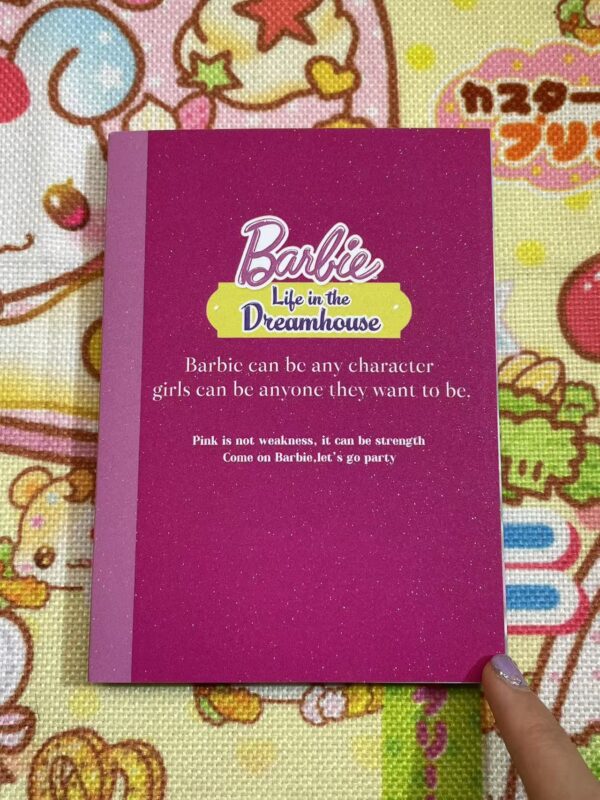 カスター
プリン
Barbie
Life in the
Dreamhouse
Barbie can be any character
girls can be anyone they want to be.
Pink is not weakness, it can be strength
Come on Barbie,let's go party